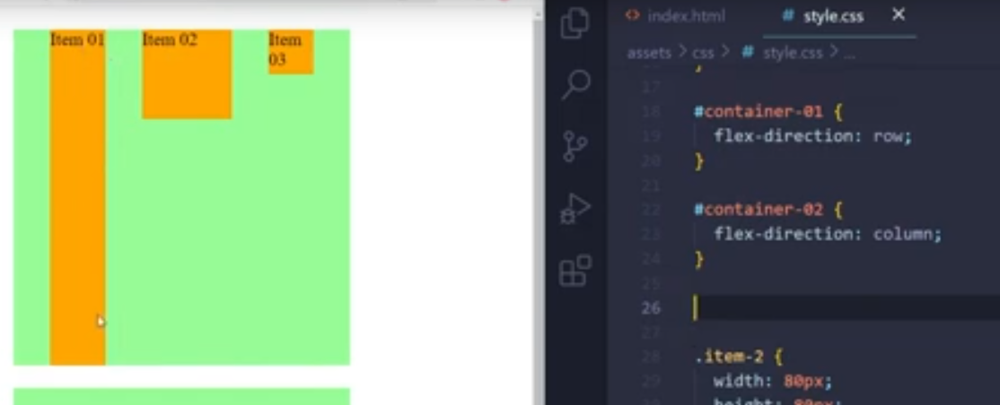 Item 01 Item 02 Item
03
index.html # style.css ×
assets > css > # style.css > ...
}
17
18 #container-01 {
19 flex-direction: row;
20 }
21
22 #container-02 {
23 flex-direction: column;
24 }
25
26
27
28 .item-2 {
29 width: 80px;
height: 80px;